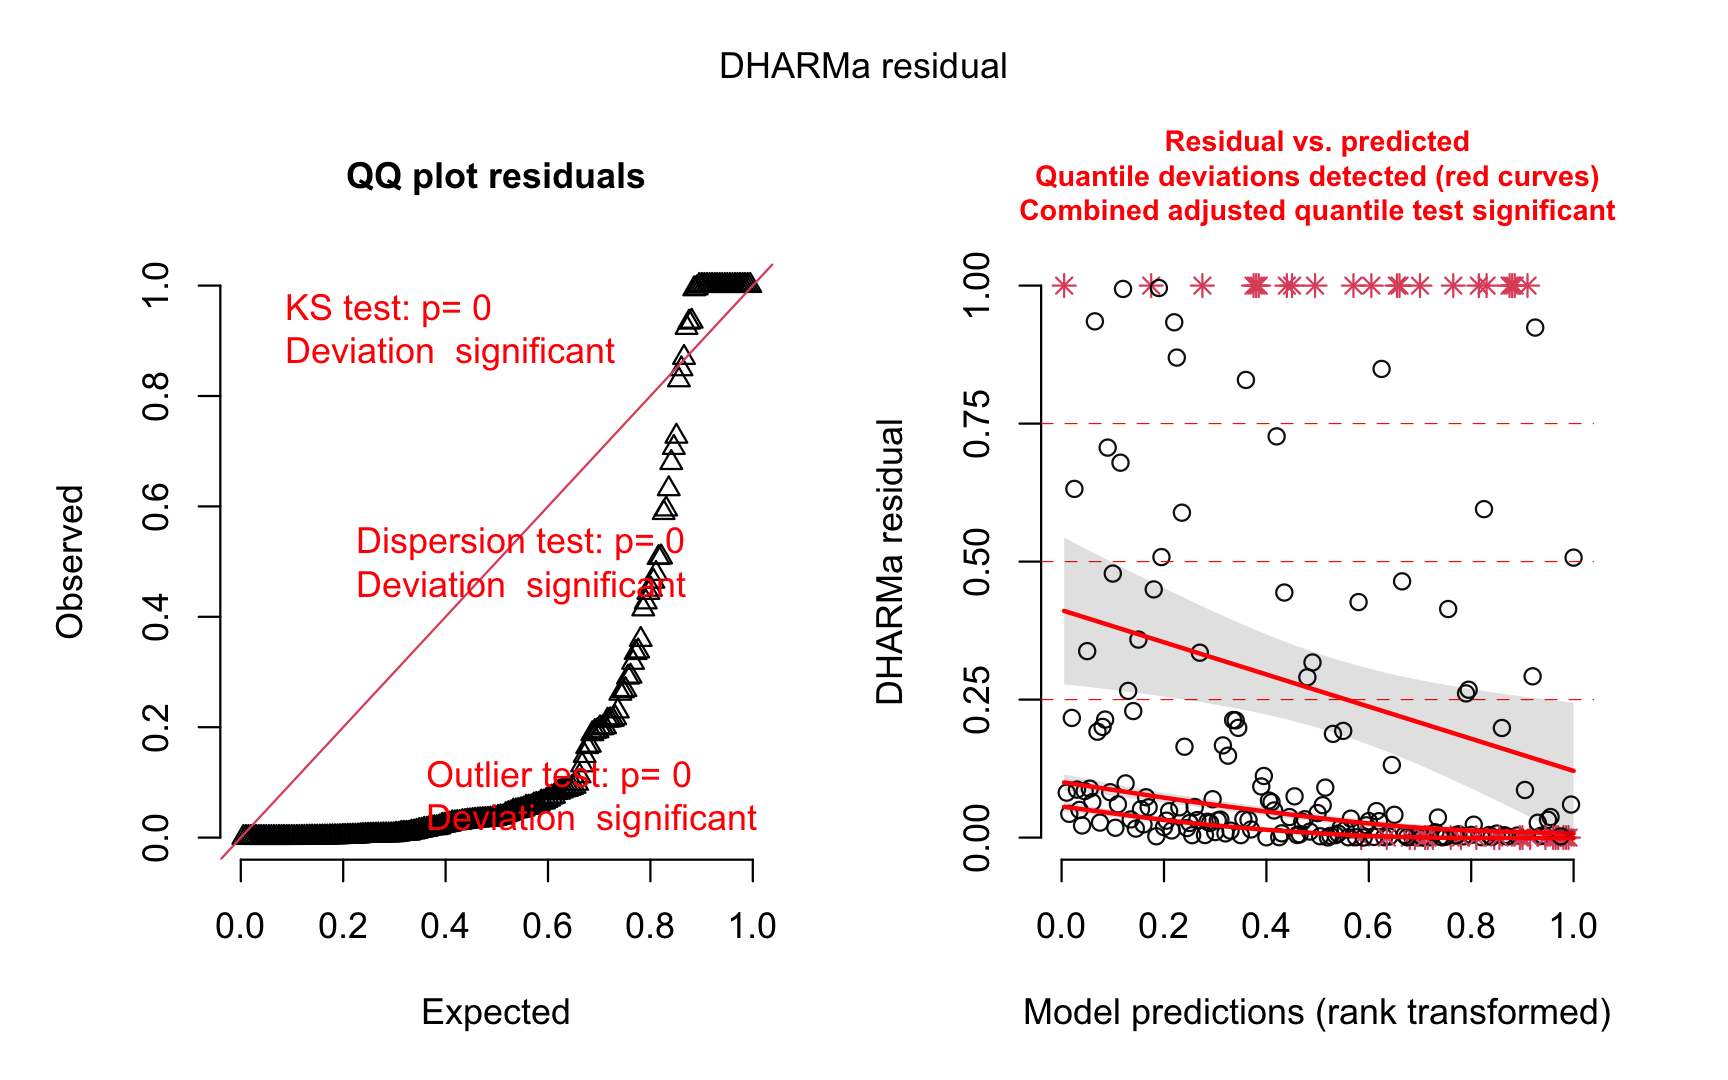 DHARMa residual
QQ plot residuals
KS test: p= 0
Deviation  significant
Dispersion test: p= 0
Deviation  significant
Outlier test: p= 0
Deviation  significant
Observed
0.0
0.2
0.4
0.6
0.8
1.0
0.0 0.2 0.4 0.6 0.8 1.0
Expected
Residual vs. predicted
Quantile deviations detected (red curves)
Combined adjusted quantile test significant
DHARMa residual
0.00
0.25
0.50
0.75
1.00
0.0 0.2 0.4 0.6 0.8 1.0
Model predictions (rank transformed)